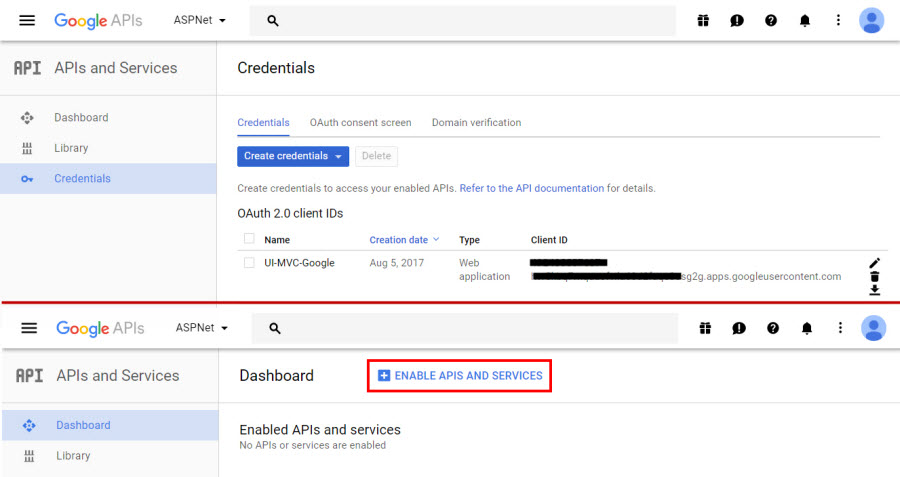 Google APIs ASPNet
API APIs and Services Credentials
Dashboard
Library
Credentials
Credentials OAuth consent screen Domain verification
Create credentials Delete
Create credentials to access your enabled APIs. Refer to the API documentation for details.
OAuth 2.0 client IDs
Name Creation date Type Client ID
UI-MVC-Google Aug 5, 2017 Web
application sg2g.apps.googleusercontent.com
Google APIs ASPNet
API APIs and Services Dashboard ENABLE APIS AND SERVICES
Dashboard
Library
Enabled APIs and services
No APIs or services are enabled